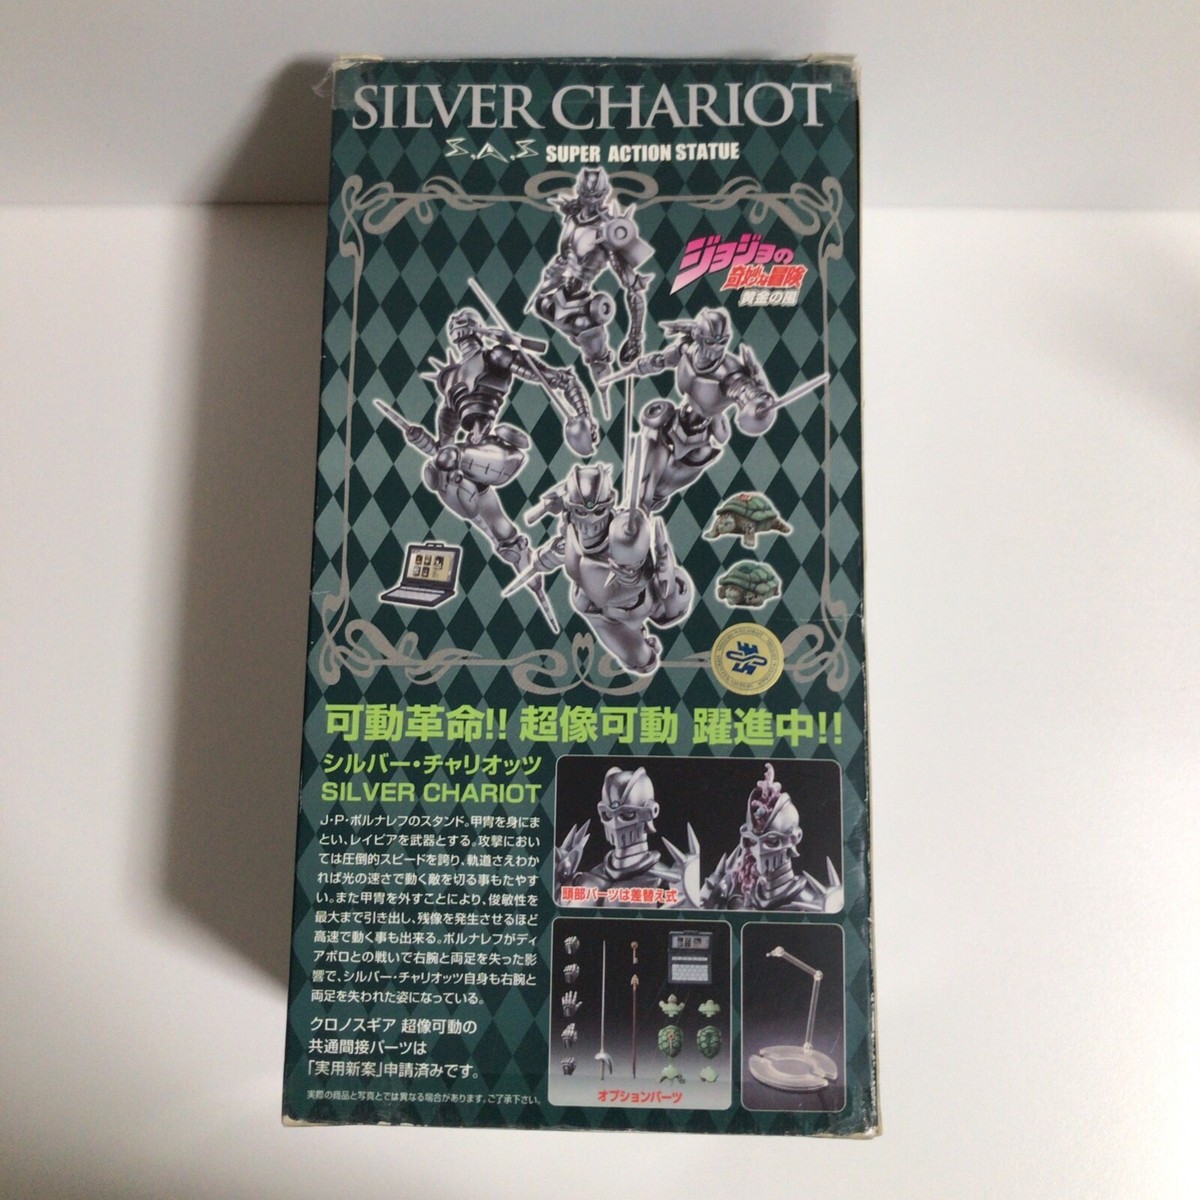 SILVER CHARIOT
S.A.S SUPER ACTION STATUE
ジョジョの
奇妙な冒険
黄金の風
可動革命!! 超像可動 躍進中!!
シルバー・チャリオッツ
SILVER CHARIOT
J・P・ポルナレフのスタンド。甲冑を身にま
とい、レイピアを武器とする。攻撃におい
ては圧倒的スピードを誇り、軌道さえわか
れば光の速さで動く敵を切る事もたやす
い。また甲冑を外すことにより、俊敏性を
最大まで引き出し、残像を発生させるほど
高速で動く事も出来る。ポルナレフがディ
アボロとの戦いで右腕と両足を失った影
響で、シルバー・チャリオッツ自身も右腕と
両足を失われた姿になっている。
クロノスギア 超像可動の
共通間接パーツは
「実用新案」申請済みです。
実際の商品と写真とでは異なる場合があります。ご了承下さい。
頭部パーツは差替え式
オプションパーツ